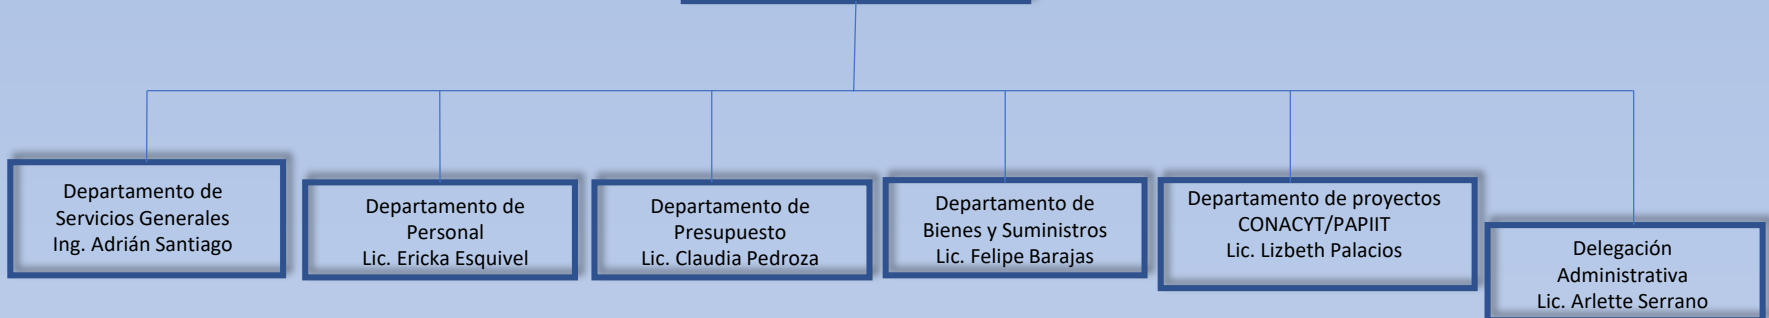 Departamento de
Servicios Generales
Ing. Adrián Santiago
Departamento de
Personal
Lic. Ericka Esquivel
Departamento de
Presupuesto
Lic. Claudia Pedroza
Departamento de
Bienes y Suministros
Lic. Felipe Barajas
Departamento de proyectos
CONACYT/PAPIIT
Lic. Lizbeth Palacios
Delegación
Administrativa
Lic. Arlette Serrano